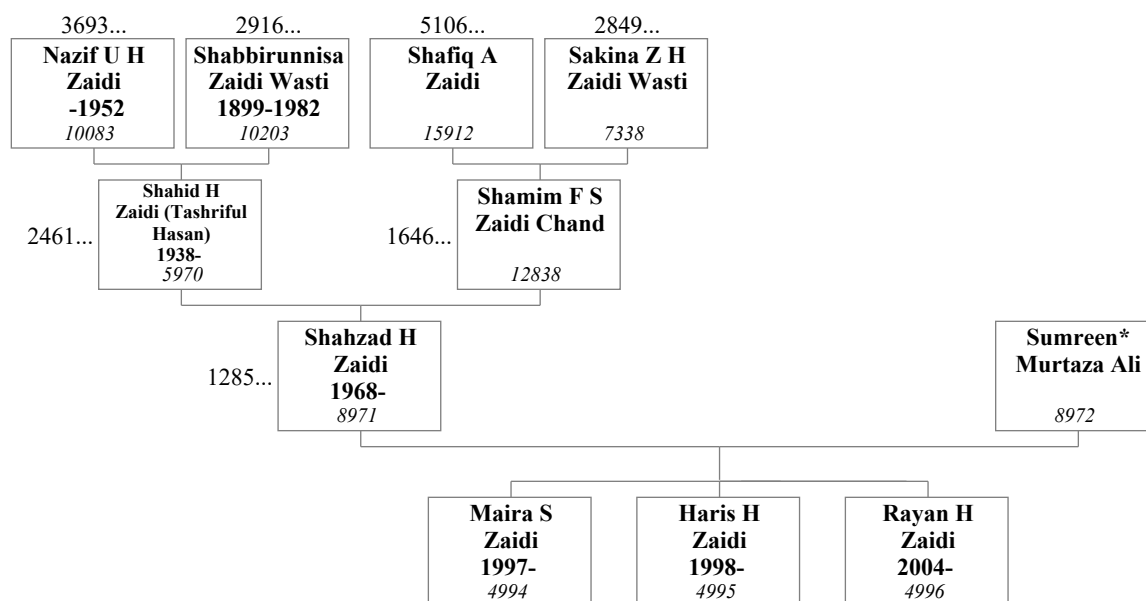 3693...
2916...
5106...
2849...
Nazif U H
Zaidi
-1952
10083
Shabbirunnisa
Zaidi Wasti
1899-1982
10203
Shafiq A
Zaidi
15912
Sakina Z H
Zaidi Wasti
7338
2461...
Shahid H
Zaidi (Tashriful
Hasan)
1938-
5970
1646...
Shamim F S
Zaidi Chand
12838
1285...
Shahzad H
Zaidi
1968-
8971
Sumreen*
Murtaza Ali
8972
Maira S
Zaidi
1997-
4994
Haris H
Zaidi
1998-
4995
Rayan H
Zaidi
2004-
4996